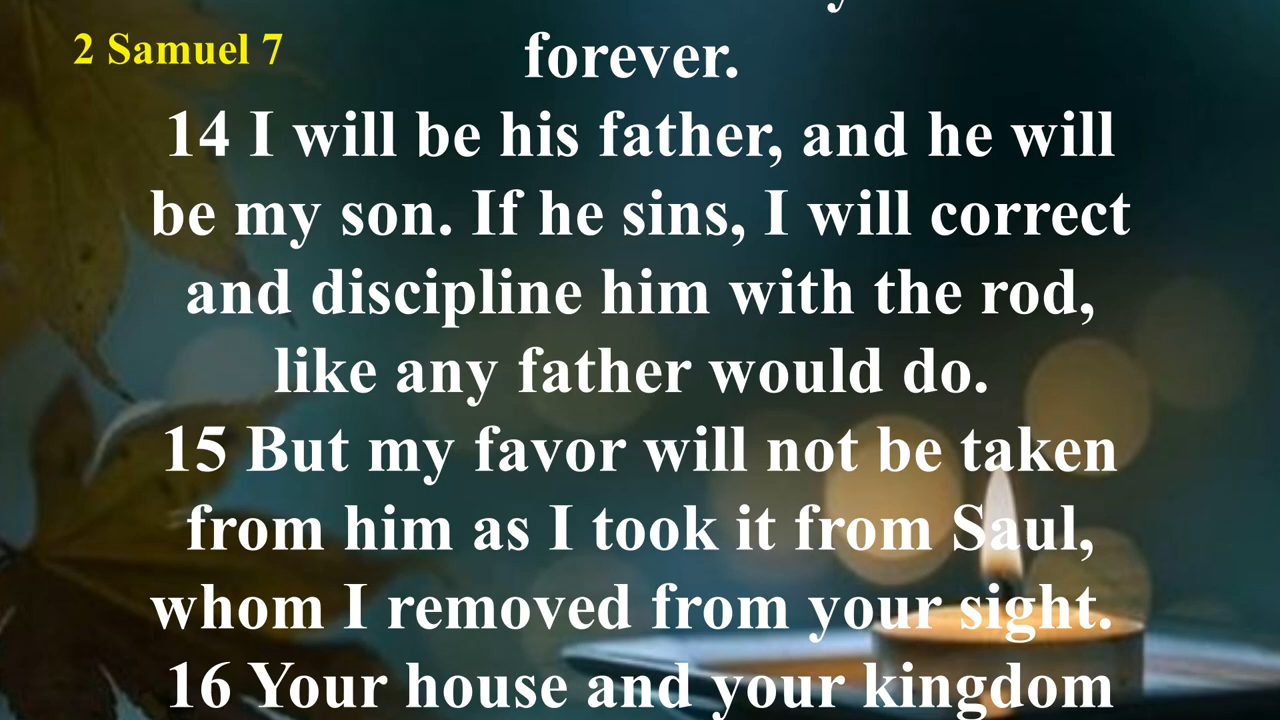 2 Samuel 7
forever.
14 I will be his father, and he will
be my son. If he sins, I will correct
and discipline him with the rod,
like any father would do.
15 But my favor will not be taken
from him as I took it from Saul,
whom I removed from your sight.
16 Your house and your kingdom